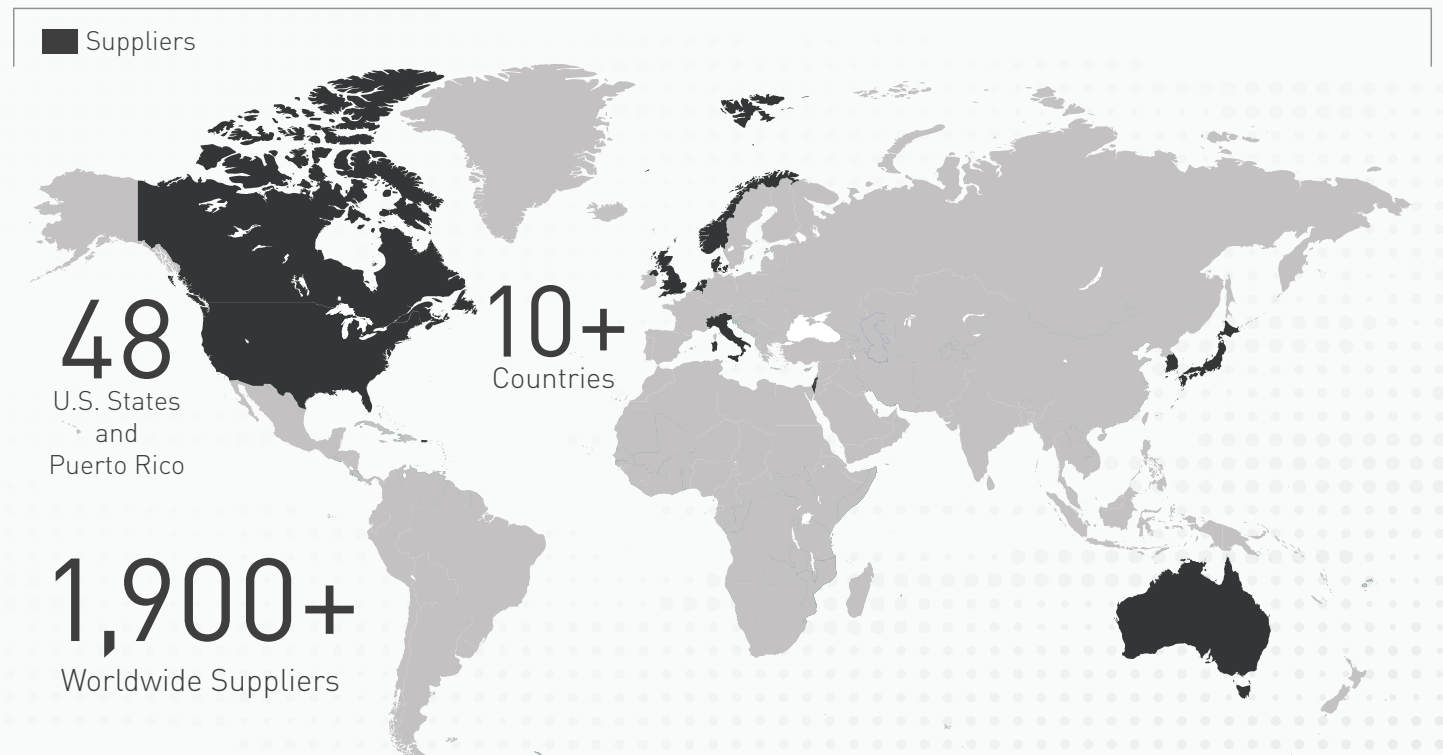 Suppliers
48
U.S. States
and
Puerto Rico
10+
Countries
1,900+
Worldwide Suppliers